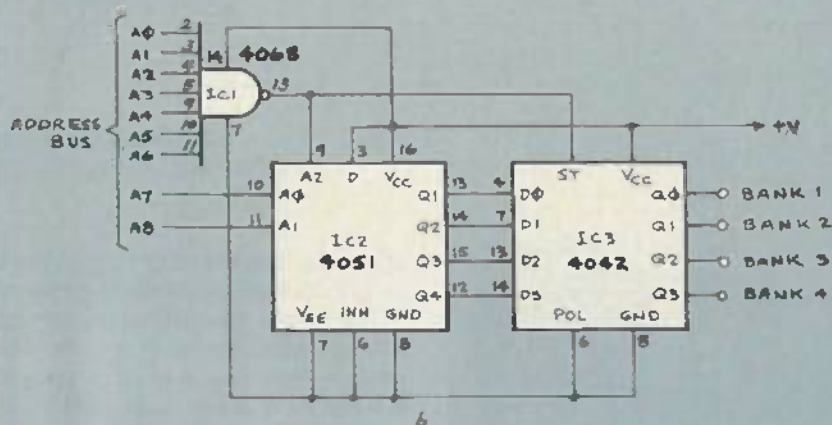 ADDRESS BUS
AØ 2
A1 3
A2 4
A3 5
A4 9
A5 10
A6 11
A7 10
A8 11
14 4068
IC1
13
7
+V
9 3 16
A2 D VCC
AØ
A1
IC2
4051
Q1 13
Q2 14
Q3 15
Q4 12
VEE INH GND
7 6 8
ST VCC
4 DØ
7 D1
13 D2
14 D3
IC3
4042
QØ BANK 1
Q1 BANK 2
Q2 BANK 3
Q3 BANK 4
POL GND
6 8
6